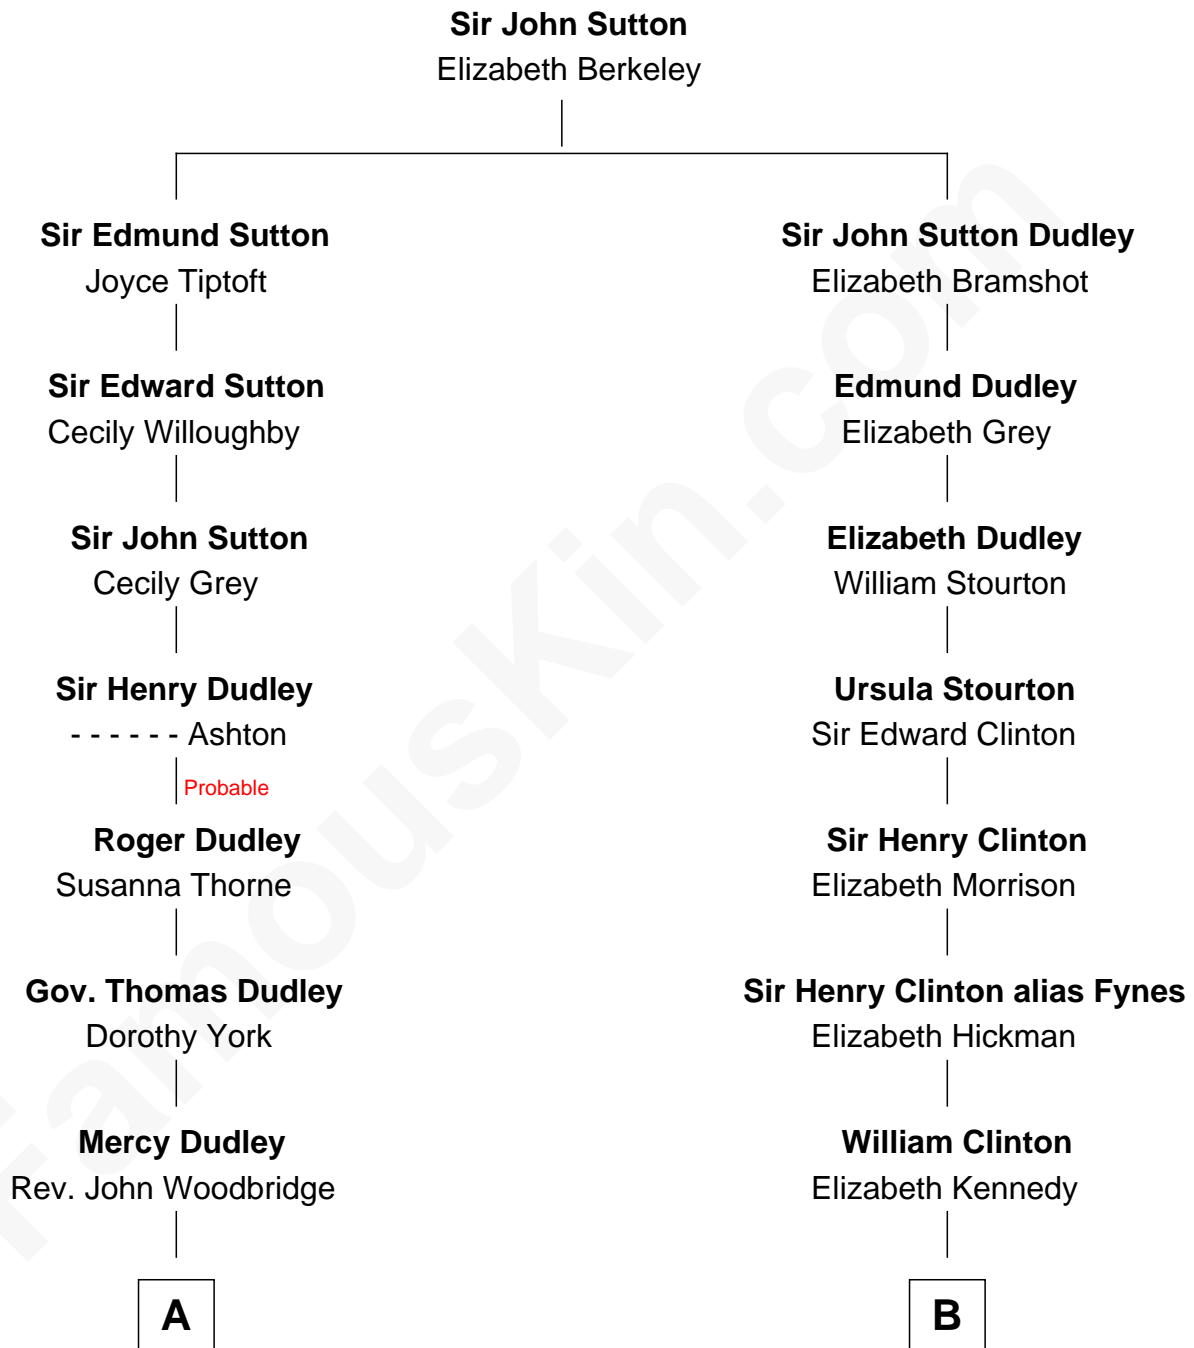 Sir John Sutton
Elizabeth Berkeley
Sir Edmund Sutton
Joyce Tiptoft
Sir John Sutton Dudley
Elizabeth Bramshot
Sir Edward Sutton
Cecily Willoughby
Edmund Dudley
Elizabeth Grey
Sir John Sutton
Cecily Grey
Elizabeth Dudley
William Stourton
Sir Henry Dudley
- - - - - - Ashton
Ursula Stourton
Sir Edward Clinton
Probable
Roger Dudley
Susanna Thorne
Sir Henry Clinton
Elizabeth Morrison
Gov. Thomas Dudley
Dorothy York
Sir Henry Clinton alias Fynes
Elizabeth Hickman
Mercy Dudley
Rev. John Woodbridge
William Clinton
Elizabeth Kennedy
A
B
FamousKin.com